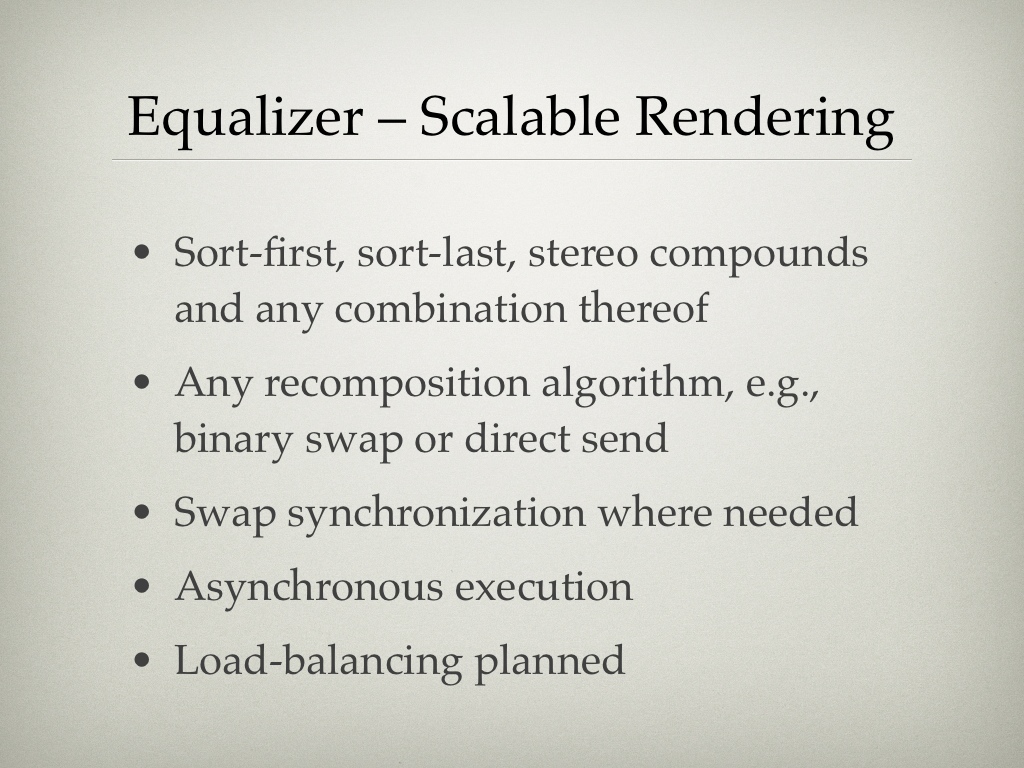 Equalizer – Scalable Rendering
• Sort-first, sort-last, stereo compounds
and any combination thereof
• Any recomposition algorithm, e.g.,
binary swap or direct send
• Swap synchronization where needed
• Asynchronous execution
• Load-balancing planned